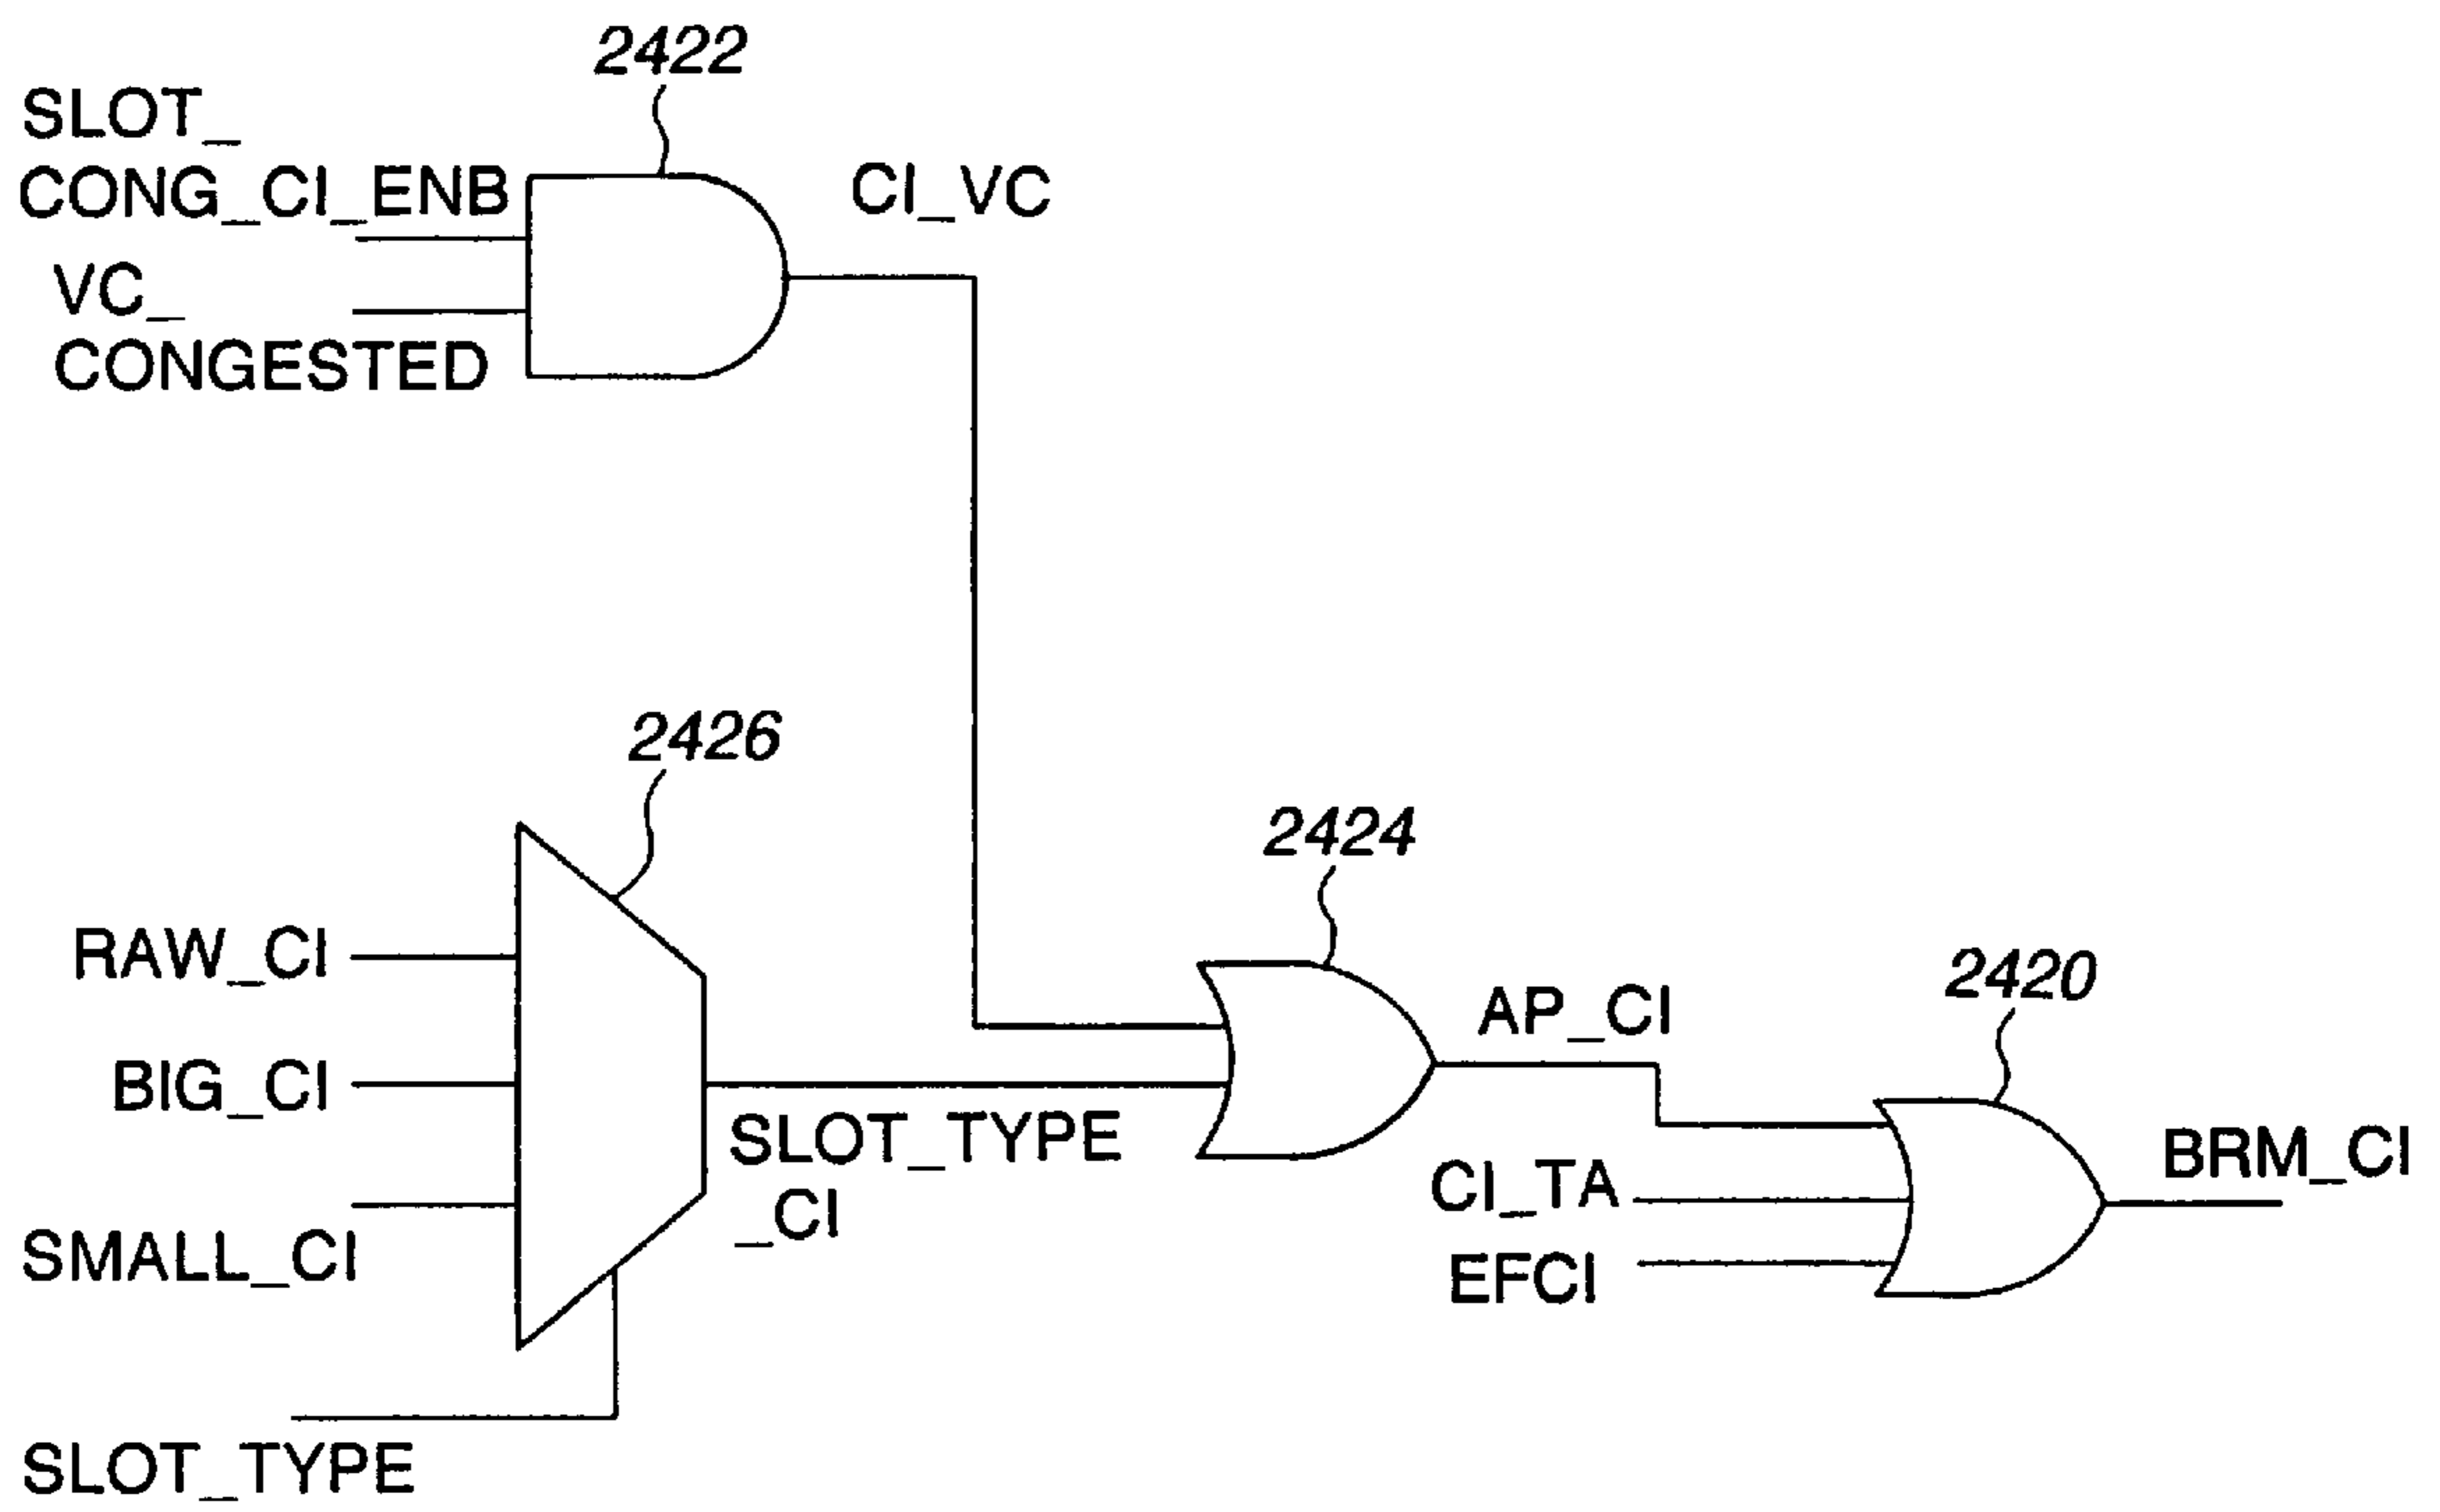 2422
SLOT_
CONG_CI_ENB
CI_VC
VC_
CONGESTED
2426
2424
RAW_CI
AP_CI
2420
BIG_CI
SLOT_TYPE
_CI
CI_TA
BRM_CI
SMALL_CI
EFCI
SLOT_TYPE